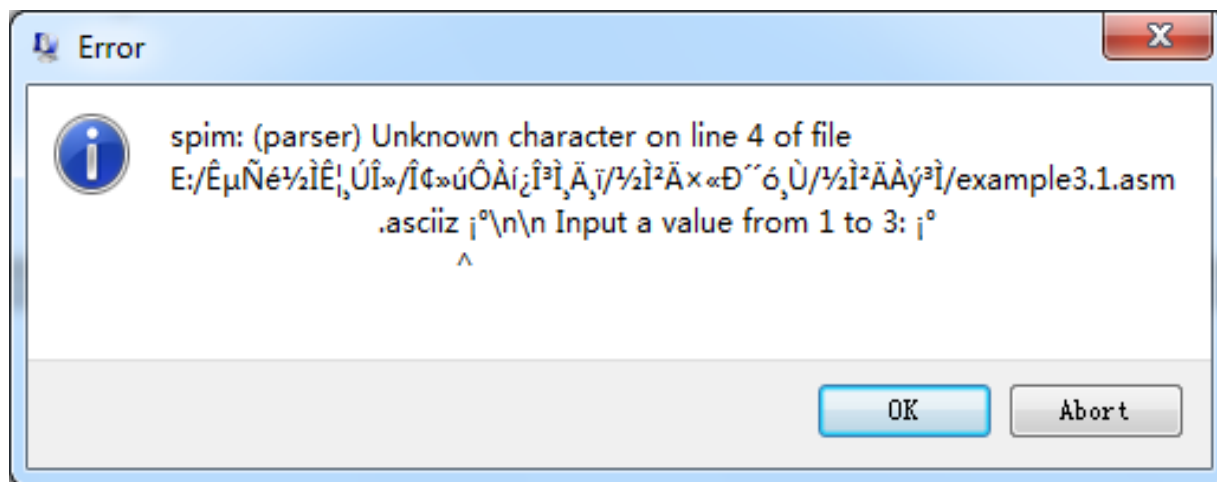 Error
spim: (parser) Unknown character on line 4 of file
E:/ÊµÑé½ÌÊ¦¸ÚÎ»/Î¢»úÔÀí¿Î³Ì¸Ä¸ï/½Ì²Ä×«Ð´´ó¸Ù/½Ì²ÄÀý³Ì/example3.1.asm
.asciiz ¡°\n\n Input a value from 1 to 3: ¡°
^
OK
Abort